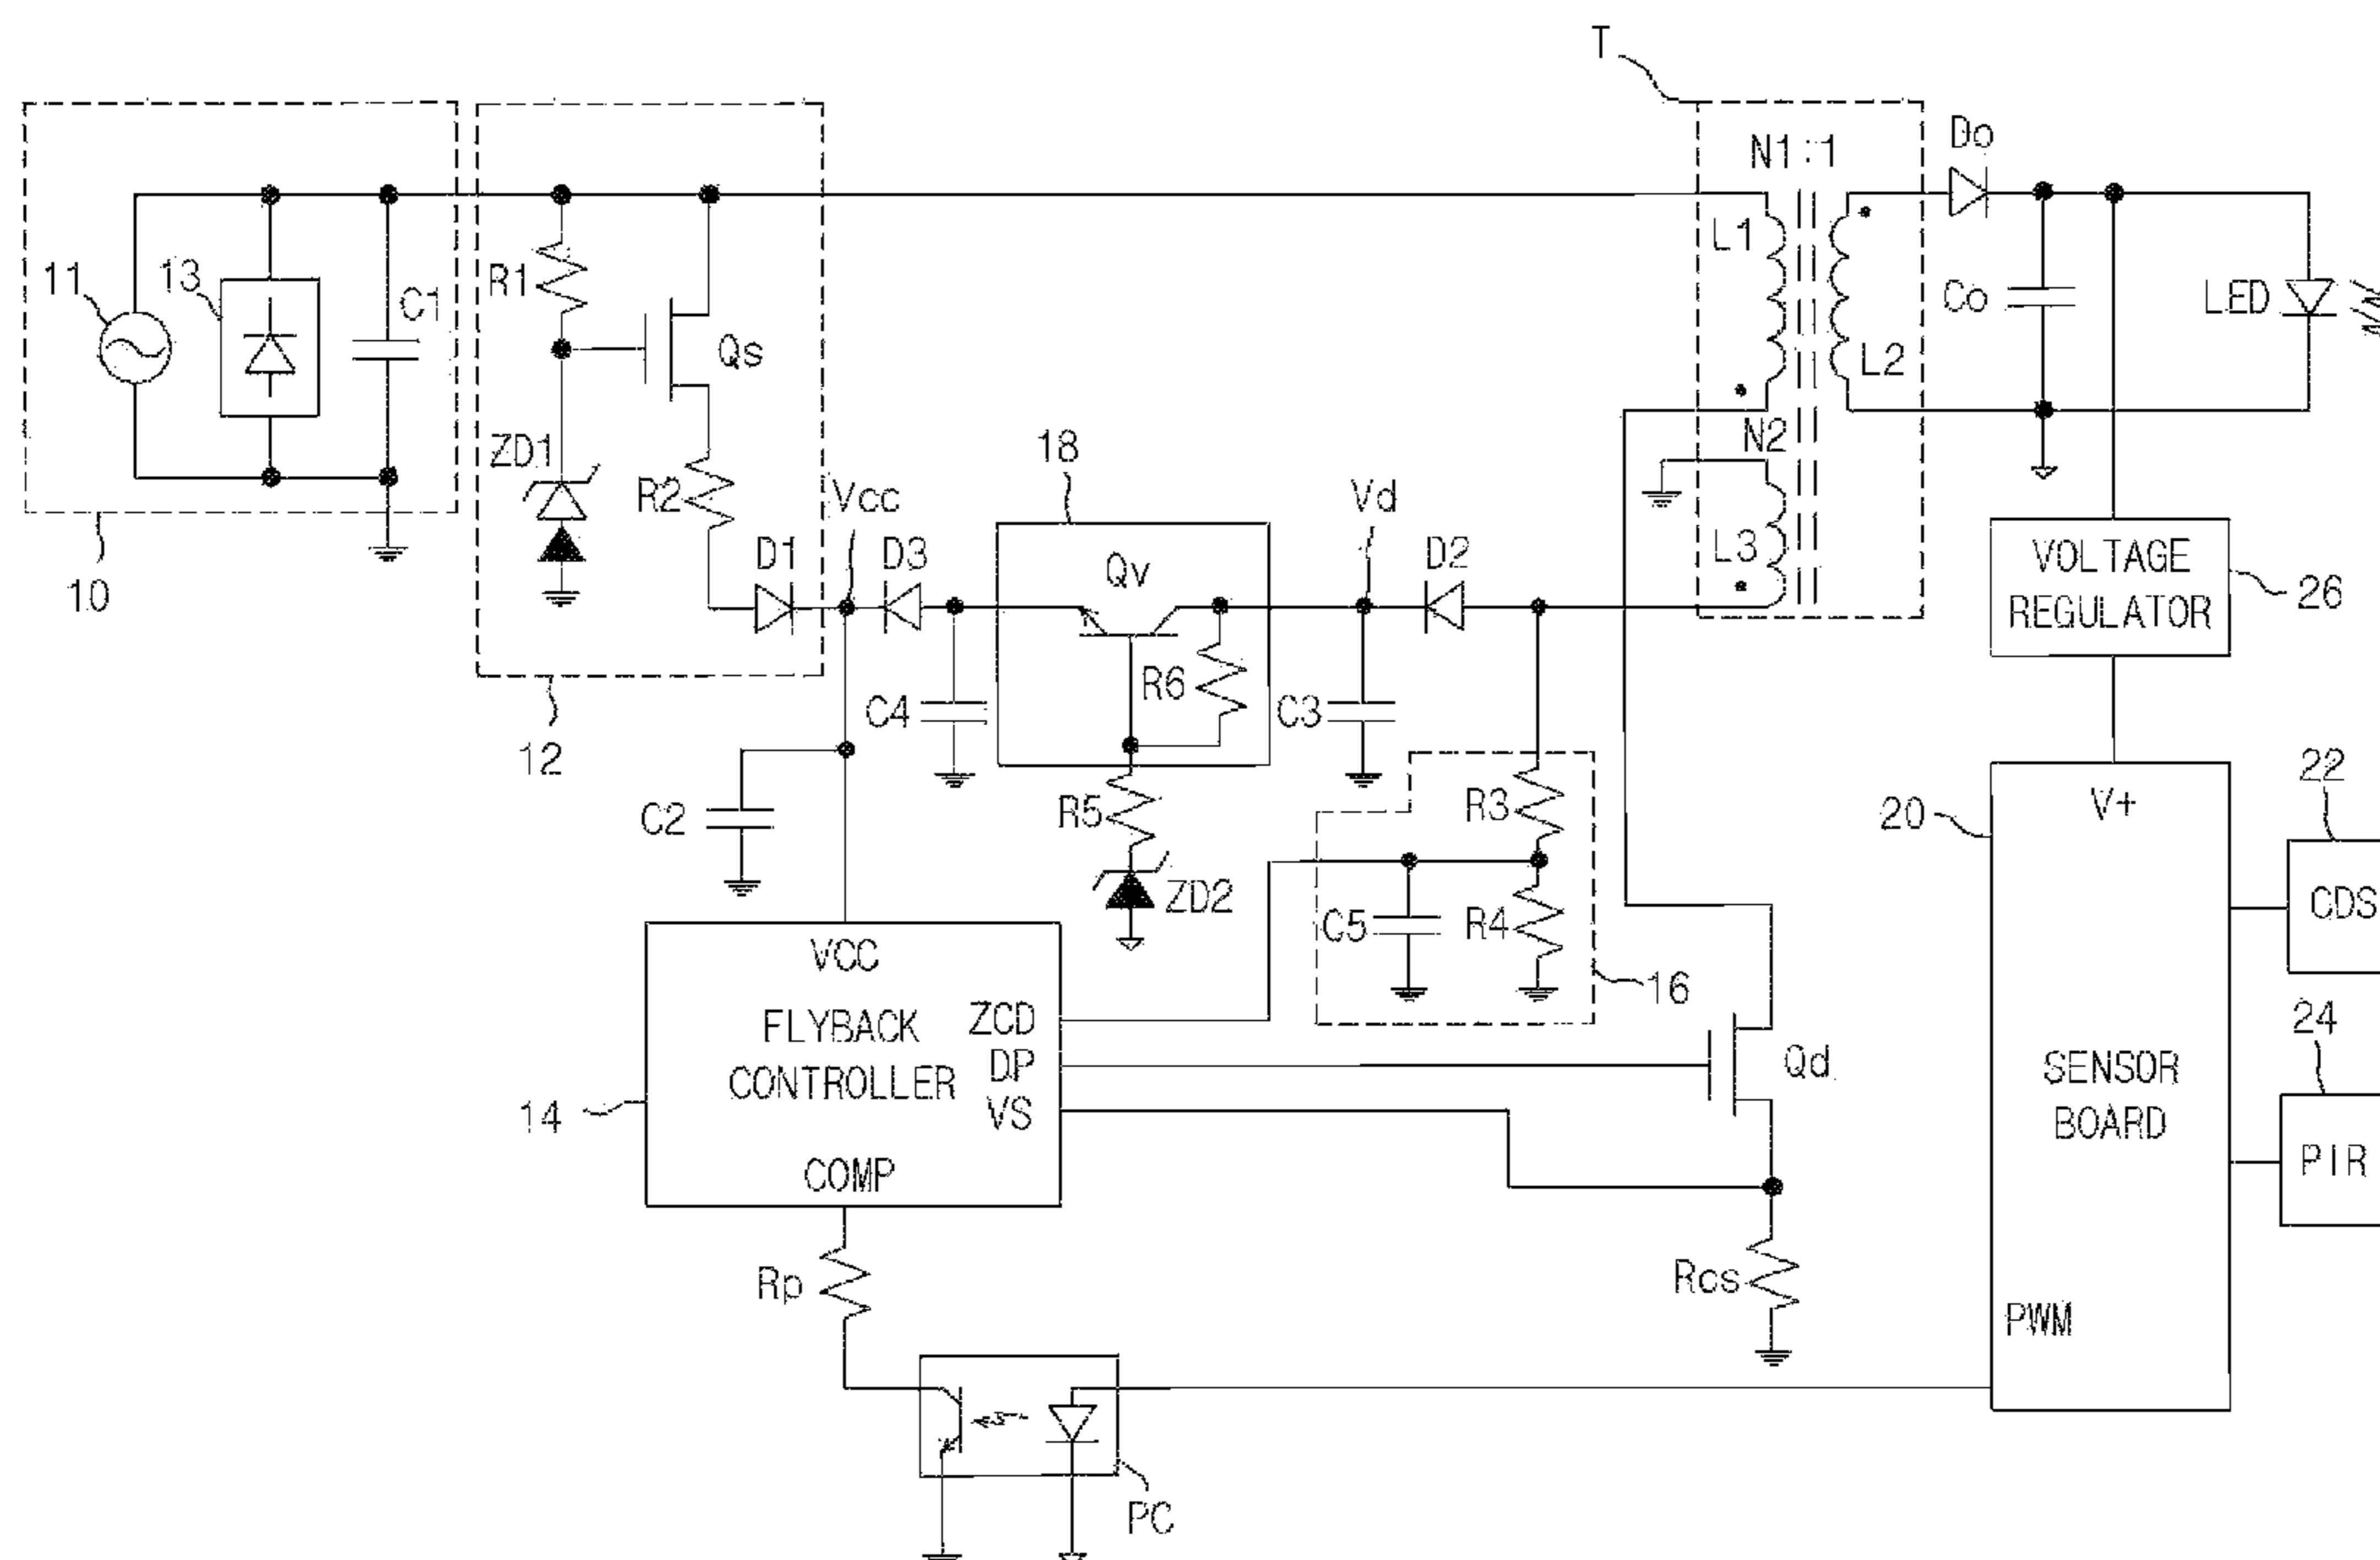 T
N1 :1
Do
11
13
C1
R1
Qs
L1
L2
Co
LED
ZD1
R2
Vcc
18
Vd
N2
10
D1
D3
Qv
D2
L3
VOLTAGE
REGULATOR
26
12
C4
R6
C3
C2
R5
ZD2
R3
C5
R4
16
20
V+
22
CDS
VCC
FLYBACK
CONTROLLER
ZCD
DP
VS
COMP
14
Qd
SENSOR
BOARD
24
PIR
Rp
Rcs
PWM
PC